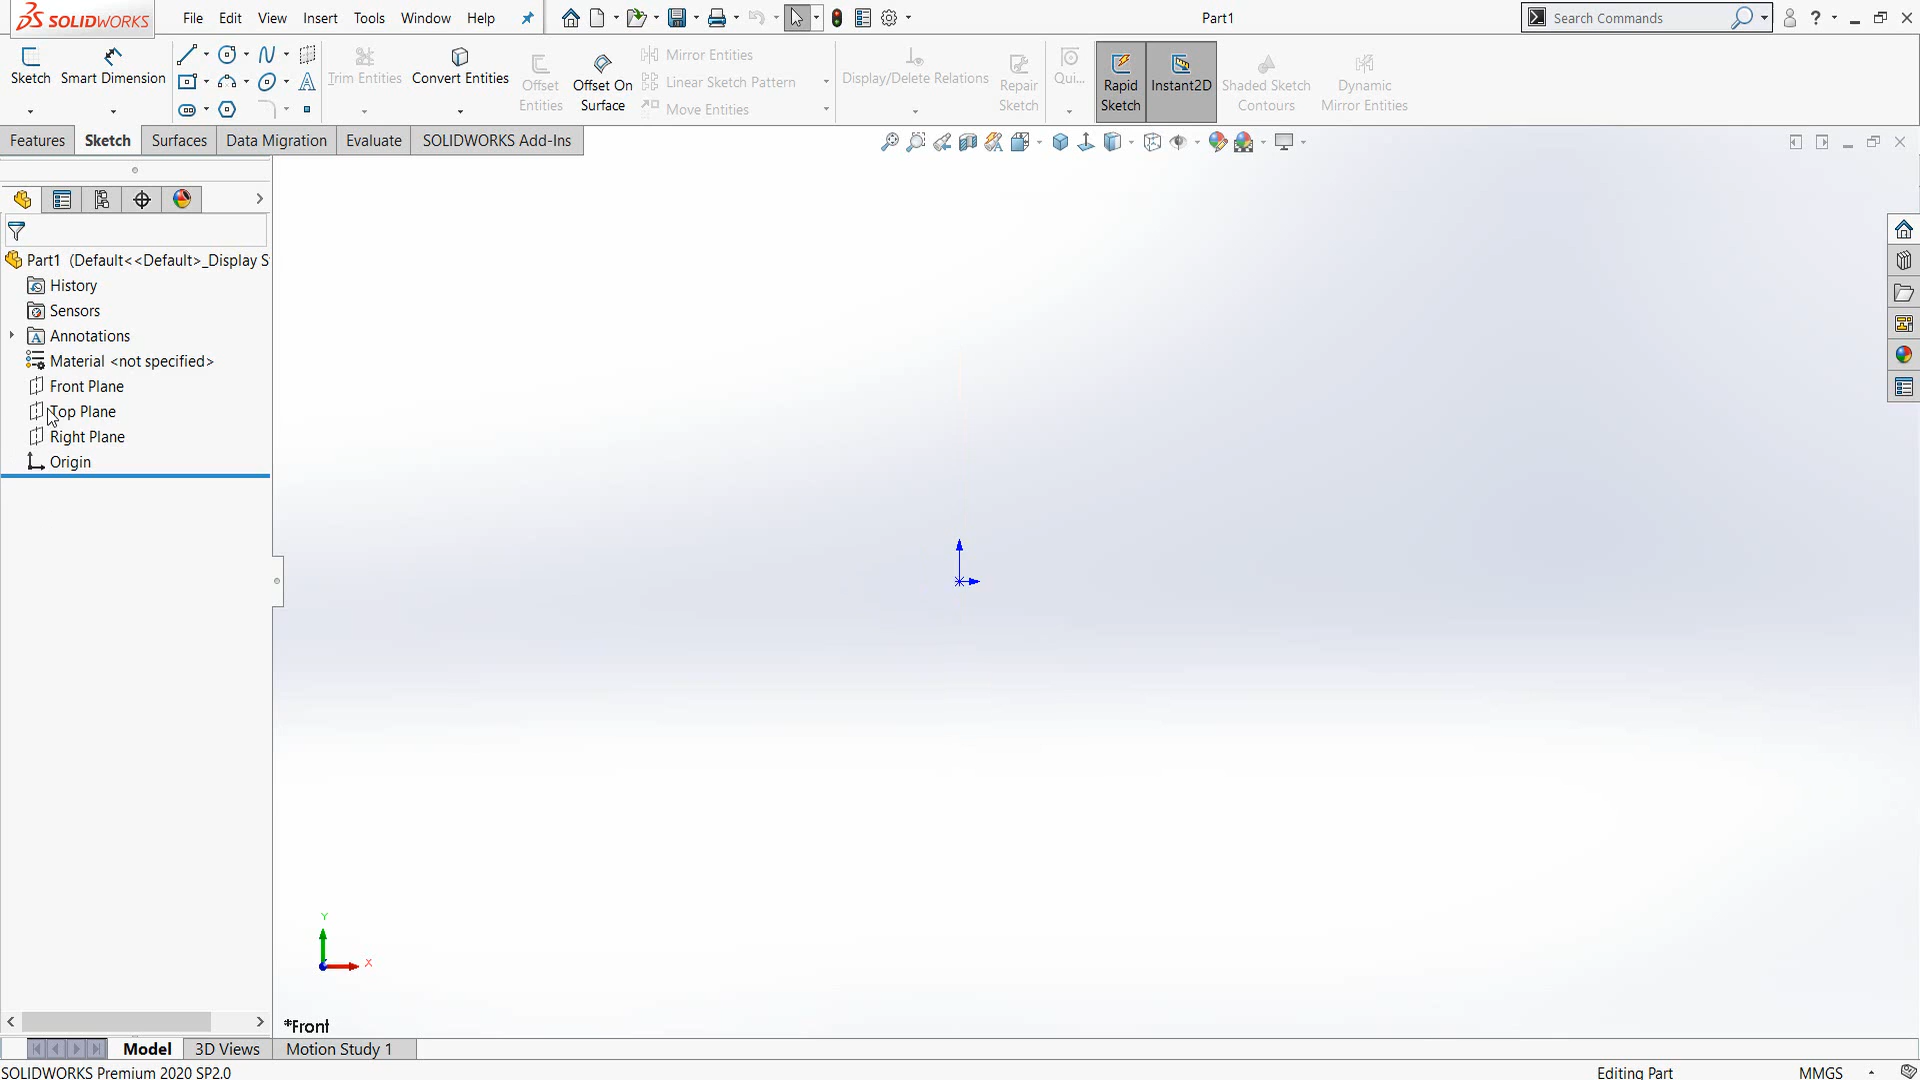 SOLIDWORKS
File Edit View Insert Tools Window Help
Part1
Search Commands
?
Sketch
Smart Dimension
Trim Entities
Convert Entities
Offset Entities
Offset On Surface
Mirror Entities
Linear Sketch Pattern
Move Entities
Display/Delete Relations
Repair Sketch
Qui...
Rapid Sketch
Instant2D
Shaded Sketch Contours
Dynamic Mirror Entities
Features Sketch Surfaces Data Migration Evaluate SOLIDWORKS Add-Ins
Part1 (Default<<Default>_Display S
History
Sensors
Annotations
Material <not specified>
Front Plane
Top Plane
Right Plane
Origin
Y
X
*Front
Model 3D Views Motion Study 1
SOLIDWORKS Premium 2020 SP2.0
Editing Part
MMGS